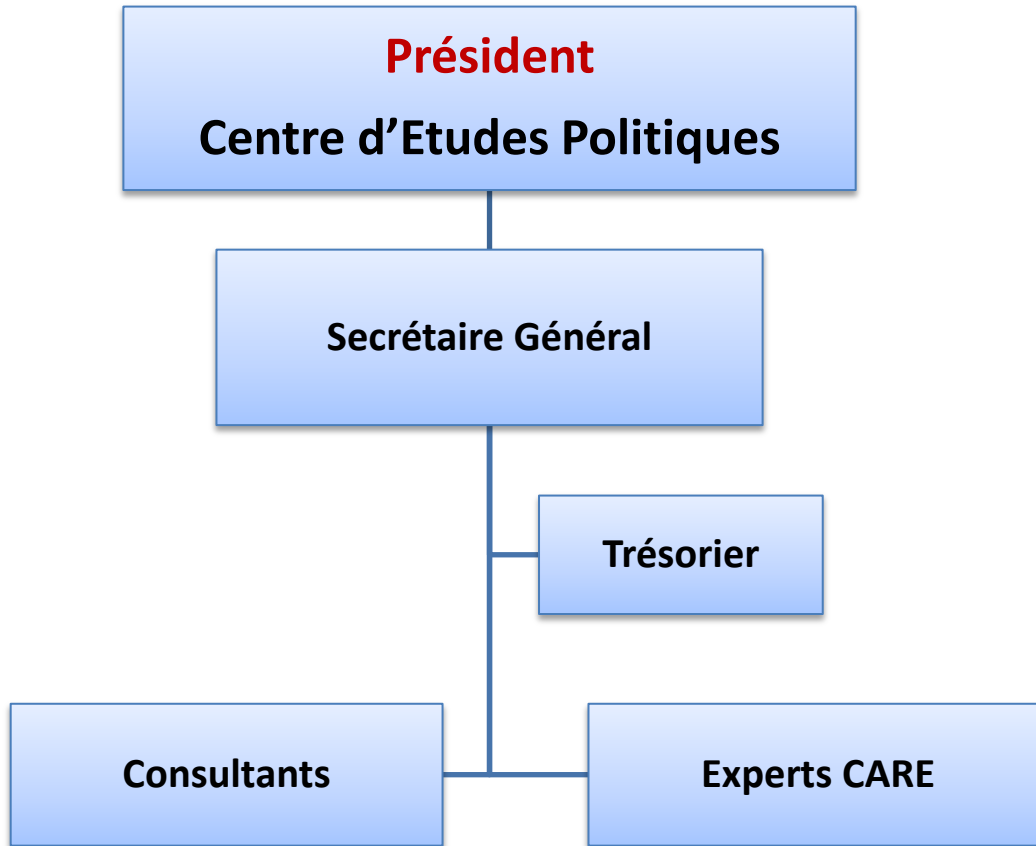 Président
Centre d’Etudes Politiques
Secrétaire Général
Trésorier
Consultants
Experts CARE